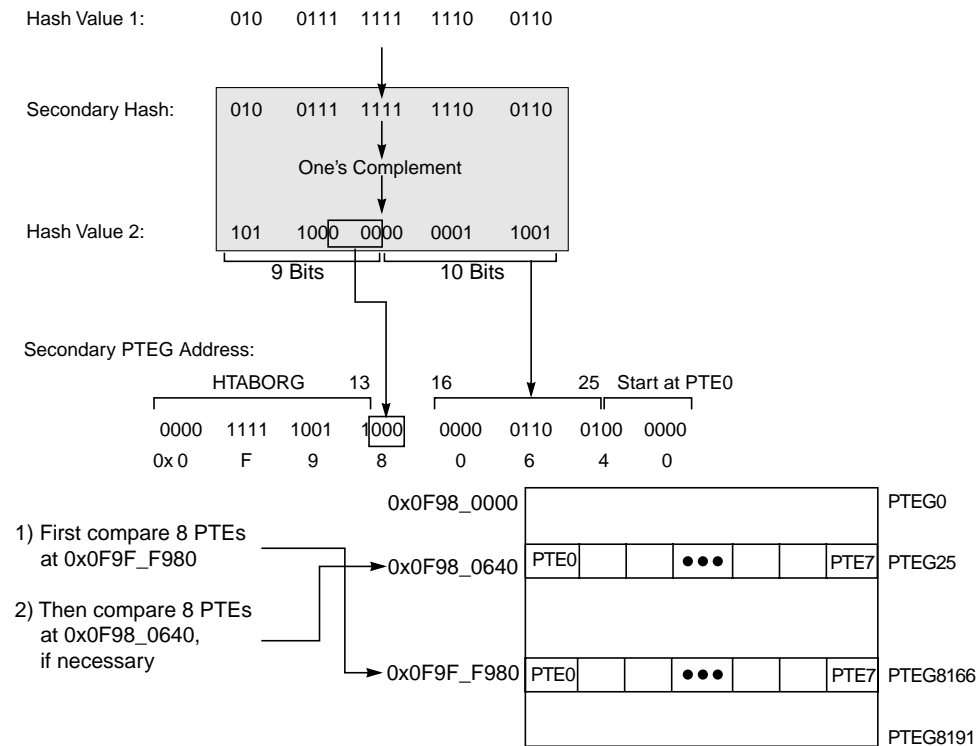 Hash Value 1: 010 0111 1111 1110 0110
Secondary Hash: 010 0111 1111 1110 0110
One's Complement
Hash Value 2: 101 1000 0000 0001 1001
9 Bits 10 Bits
Secondary PTEG Address:
HTABORG 13 16 25 Start at PTE0
0000 1111 1001 1000 0000 0110 0100 0000
0x 0 F 9 8 0 6 4 0
0x0F98_0000 PTEG0
1) First compare 8 PTEs
at 0x0F9F_F980
0x0F98_0640 PTE0 ••• PTE7 PTEG25
2) Then compare 8 PTEs
at 0x0F98_0640,
if necessary
0x0F9F_F980 PTE0 ••• PTE7 PTEG8166
PTEG8191